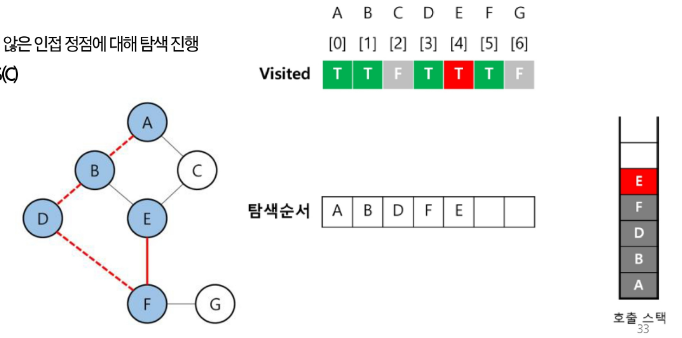 A B C D E F G
않은 인접 정점에 대해 탐색 진행
[0] [1] [2] [3] [4] [5] [6]
(C)
Visited T T F T T T F
A
B
C
D
E
F
G
탐색순서 A B D F E
E
F
D
B
A
호출 스택
33